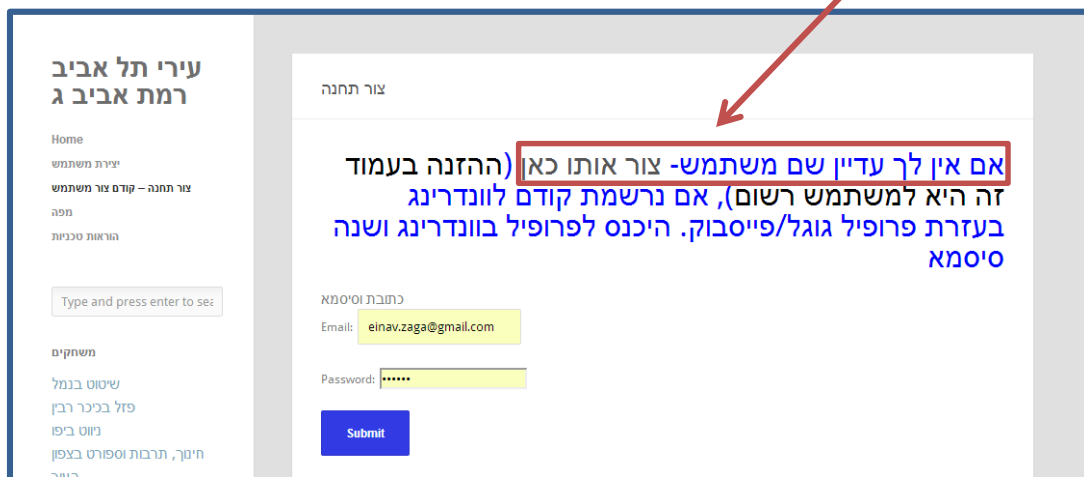 עירי תל אביב
רמת אביב ג
Home
יצירת משתמש
צור תחנה – קודם צור משתמש
מפה
הוראות טכניות
Type and press enter to sea
משחקים
שיטוט בנמל
פזל בכיכר רבין
ניווט ביפו
חינוך, תרבות וספורט בצפון
צור תחנה
אם אין לך עדיין שם משתמש- צור אותו כאן (ההזנה בעמוד
זה היא למשתמש רשום), אם נרשמת קודם לוונדרינג
בעזרת פרופיל גוגל/פייסבוק. היכנס לפרופיל בוונדרינג ושנה
סיסמא
כתובת וסיסמא
Email: einav.zaga@gmail.com
Password: ••••••
Submit